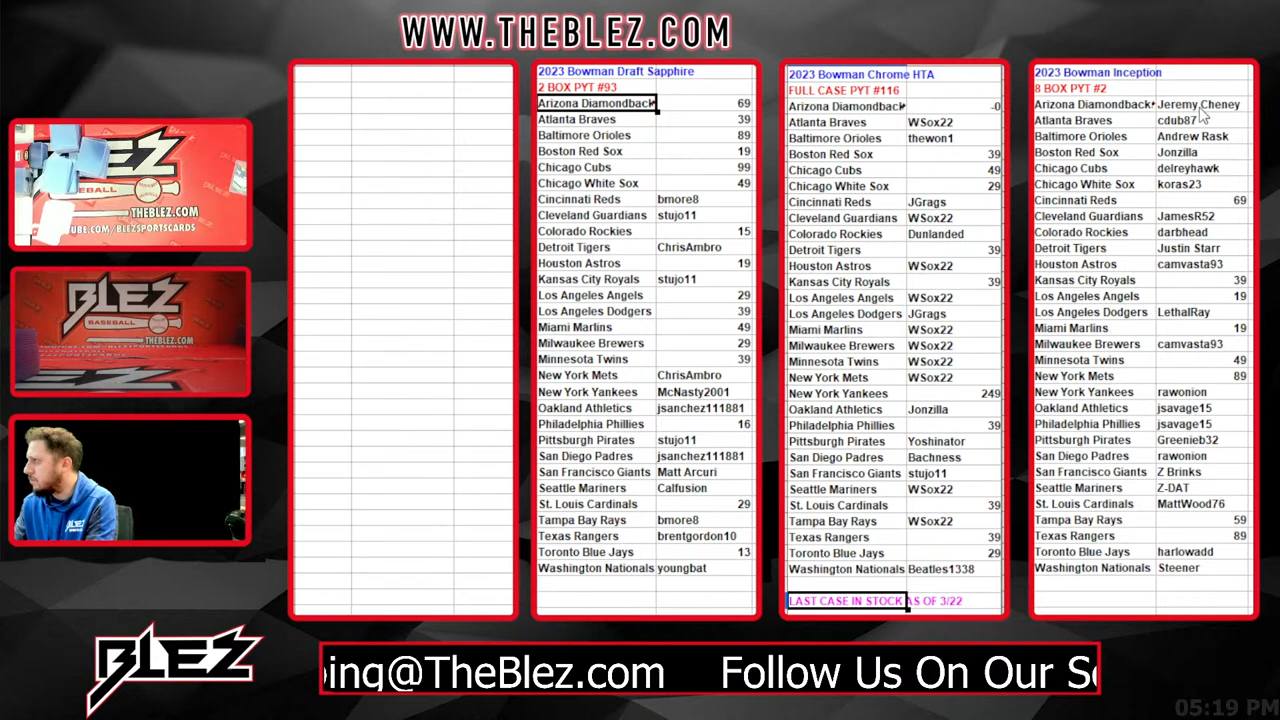 WWW.THEBLEZ.COM
BLEZ
BASEBALL
THEBLEZ.COM
UBE.COM/BLEZSPORTSCARDS
BLEZ
BASEBALL
THEBLEZ.COM
2023 Bowman Draft Sapphire
2 BOX PYT #93
Arizona Diamondback 69
Atlanta Braves 39
Baltimore Orioles 89
Boston Red Sox 19
Chicago Cubs 99
Chicago White Sox 49
Cincinnati Reds bmore8
Cleveland Guardians stujo11
Colorado Rockies 15
Detroit Tigers ChrisAmbro
Houston Astros 19
Kansas City Royals stujo11
Los Angeles Angels 29
Los Angeles Dodgers 39
Miami Marlins 49
Milwaukee Brewers 29
Minnesota Twins 39
New York Mets ChrisAmbro
New York Yankees McNasty2001
Oakland Athletics jsanchez111881
Philadelphia Phillies 16
Pittsburgh Pirates stujo11
San Diego Padres jsanchez111881
San Francisco Giants Matt Arcuri
Seattle Mariners Calfusion
St. Louis Cardinals 29
Tampa Bay Rays bmore8
Texas Rangers brentgordon10
Toronto Blue Jays 13
Washington Nationals youngbat
2023 Bowman Chrome HTA
FULL CASE PYT #116
Arizona Diamondback -0
Atlanta Braves WSox22
Baltimore Orioles thewon1
Boston Red Sox 39
Chicago Cubs 49
Chicago White Sox 29
Cincinnati Reds JGrags
Cleveland Guardians WSox22
Colorado Rockies Dunlanded
Detroit Tigers 39
Houston Astros WSox22
Kansas City Royals 39
Los Angeles Angels WSox22
Los Angeles Dodgers JGrags
Miami Marlins WSox22
Milwaukee Brewers WSox22
Minnesota Twins WSox22
New York Mets WSox22
New York Yankees 249
Oakland Athletics Jonzilla
Philadelphia Phillies 39
Pittsburgh Pirates Yoshinator
San Diego Padres Bachness
San Francisco Giants stujo11
Seattle Mariners WSox22
St. Louis Cardinals 39
Tampa Bay Rays WSox22
Texas Rangers 39
Toronto Blue Jays 29
Washington Nationals Beatles1338
LAST CASE IN STOCK AS OF 3/22
2023 Bowman Inception
8 BOX PYT #2
Arizona Diamondback Jeremy Cheney
Atlanta Braves cdub87
Baltimore Orioles Andrew Rask
Boston Red Sox Jonzilla
Chicago Cubs delreyhawk
Chicago White Sox koras23
Cincinnati Reds 69
Cleveland Guardians JamesR52
Colorado Rockies darbhead
Detroit Tigers Justin Starr
Houston Astros camvasta93
Kansas City Royals 39
Los Angeles Angels 19
Los Angeles Dodgers LethalRay
Miami Marlins 19
Milwaukee Brewers camvasta93
Minnesota Twins 49
New York Mets 89
New York Yankees rawonion
Oakland Athletics jsavage15
Philadelphia Phillies jsavage15
Pittsburgh Pirates Greenieb32
San Diego Padres rawonion
San Francisco Giants Z Brinks
Seattle Mariners Z-DAT
St. Louis Cardinals MattWood76
Tampa Bay Rays 59
Texas Rangers 89
Toronto Blue Jays harlowadd
Washington Nationals Steener
BLEZ
ping@TheBlez.com Follow Us On Our So
05:19 PM